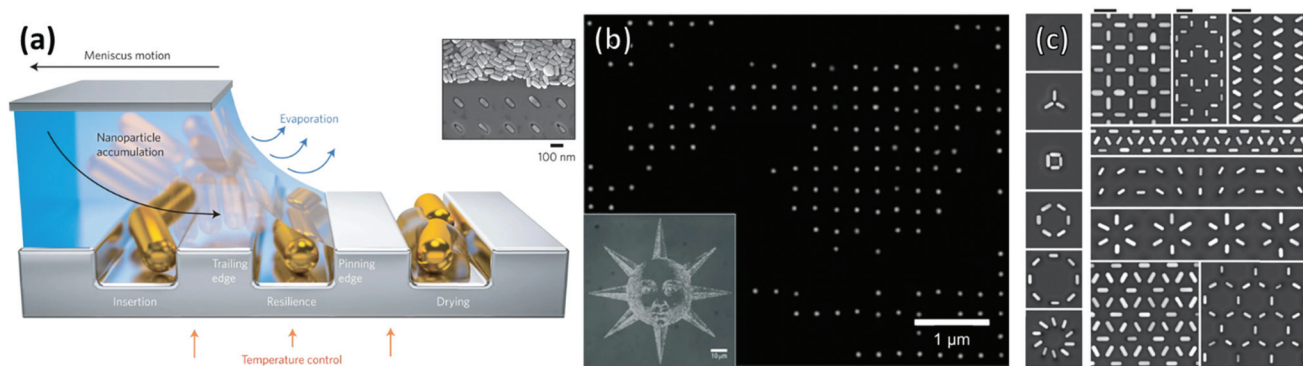 (a)
Meniscus motion
Nanoparticle
accumulation
Evaporation
100 nm
Trailing
edge
Pinning
edge
Insertion
Resilience
Drying
Temperature control
(b)
10 µm
1 µm
(c)